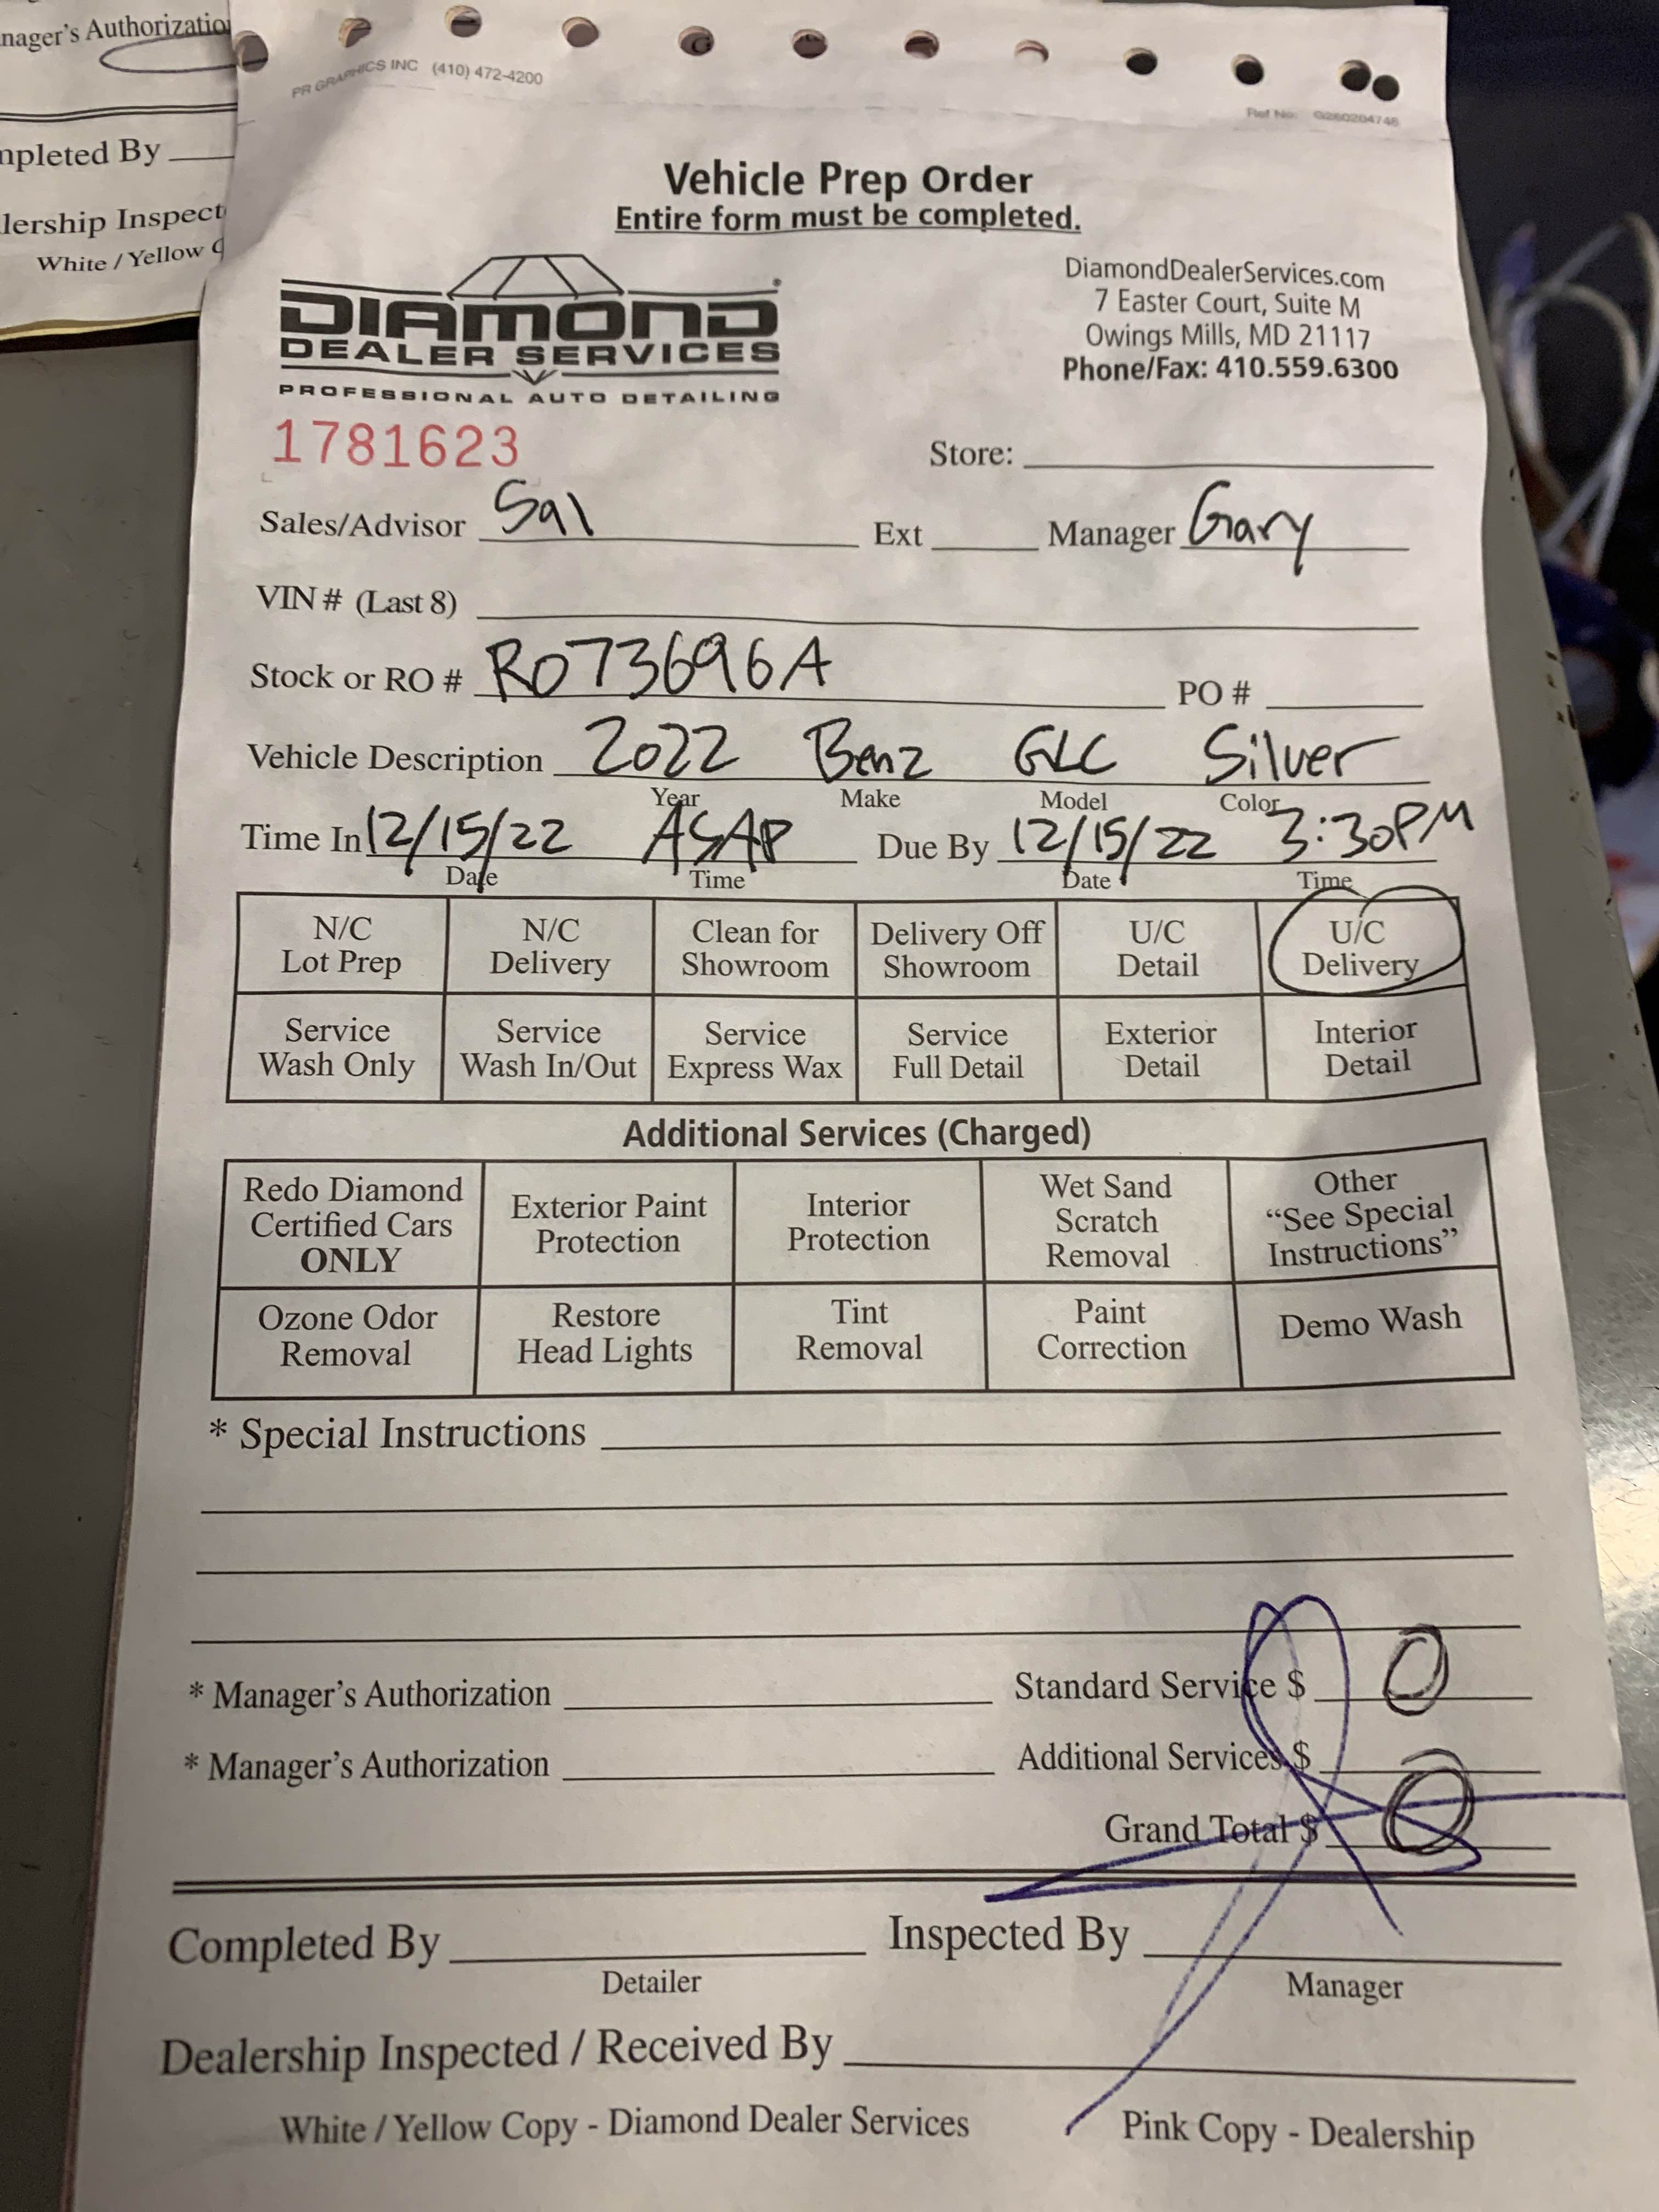 nager's Authorizatio
mpleted By
lership Inspect
White / Yellow C
PR GRAPHICS INC (410) 472-4200
Ref No: G260204746
Vehicle Prep Order
Entire form must be completed.
DIAMOND
DEALER SERVICES
PROFESSIONAL AUTO DETAILING
DiamondDealerServices.com
7 Easter Court, Suite M
Owings Mills, MD 21117
Phone/Fax: 410.559.6300
1781623
Store:
Sales/Advisor Sal Ext Manager Gary
VIN # (Last 8)
Stock or RO # R073696A PO #
Vehicle Description 2022 Benz GLC Silver
Year Make Model Color
Time In 12/15/22 ASAP Due By 12/15/22 3:30PM
Date Time Date Time
N/C Lot Prep
N/C Delivery
Clean for Showroom
Delivery Off Showroom
U/C Detail
U/C Delivery
Service Wash Only
Service Wash In/Out
Service Express Wax
Service Full Detail
Exterior Detail
Interior Detail
Additional Services (Charged)
Redo Diamond Certified Cars ONLY
Exterior Paint Protection
Interior Protection
Wet Sand Scratch Removal
Other “See Special Instructions”
Ozone Odor Removal
Restore Head Lights
Tint Removal
Paint Correction
Demo Wash
* Special Instructions
* Manager's Authorization Standard Service $ 0
* Manager's Authorization Additional Services $
Grand Total $ 0
Completed By Inspected By
Detailer Manager
Dealership Inspected / Received By
White / Yellow Copy - Diamond Dealer Services Pink Copy - Dealership